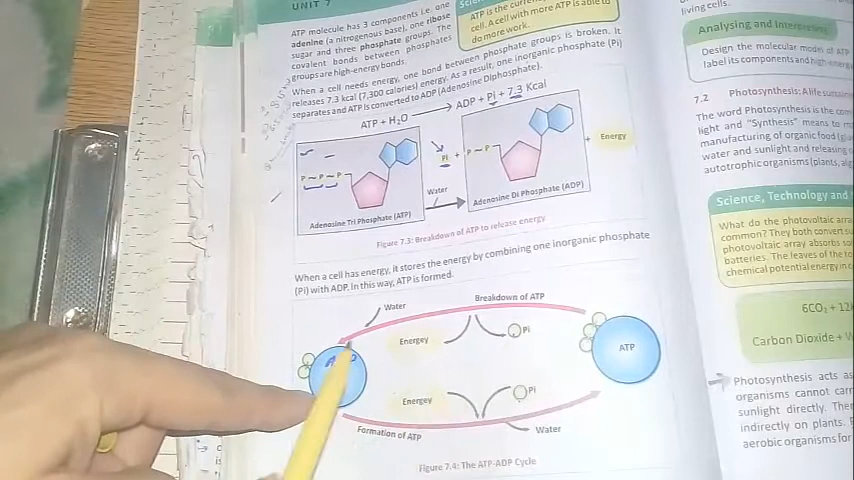 UNIT 7
ATP molecule has 3 components i.e. one
adenine (a nitrogenous base), one ribose
sugar and three phosphate groups. The
covalent bonds between phosphates
groups are high-energy bonds.
ATP is the
cell. A cell with more ATP is able to
do more work.
When a cell needs energy, one bond between phosphate groups is broken. It
releases 7.3 kcal (7,300 calories) energy. As a result, one inorganic phosphate (Pi)
separates and ATP is converted to ADP (Adenosine Diphosphate).
ATP + H₂O ⟶ ADP + Pi + 7.3 Kcal
P ~ P ~ P
Pi + P ~ P
+ Energy
Water
Adenosine Tri Phosphate (ATP)
Adenosine Di Phosphate (ADP)
Figure 7.3: Breakdown of ATP to release energy
When a cell has energy, it stores the energy by combining one inorganic phosphate
(Pi) with ADP. In this way, ATP is formed.
Water
Breakdown of ATP
Energey
Pi
ATP
Energey
Pi
Formation of ATP
Water
Figure 7.4: The ATP-ADP Cycle
living cells.
Analysing and Interpreting
Design the molecular model of ATP
label its components and high-energy
7.2 Photosynthesis: A
The word Photosynthesis is the
light and "Synthesis" means to
manufacturing of organic food
water and sunlight and releasing
autotrophic organisms (plants,
Science, Technology and
What do the photovoltaic
common? They both convert
photovoltaic array absorbs
batteries. The leaves of the
chemical potential energy in
6CO₂ + 12
Carbon Dioxide +
Photosynthesis acts as
organisms cannot
sunlight directly.
indirectly, on plants.
aerobic organisms for